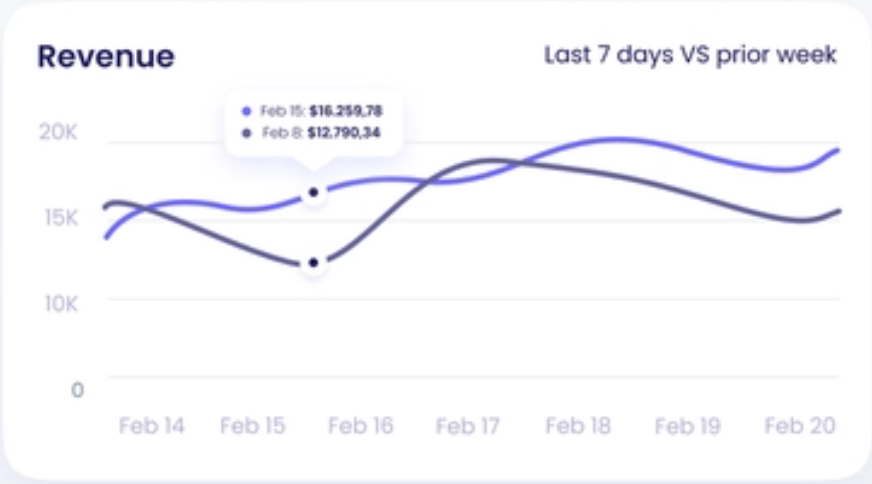 Revenue
Last 7 days VS prior week
Feb 15: $16.259,78
Feb 8: $12.790,34
20K
15K
10K
0
Feb 14 Feb 15 Feb 16 Feb 17 Feb 18 Feb 19 Feb 20